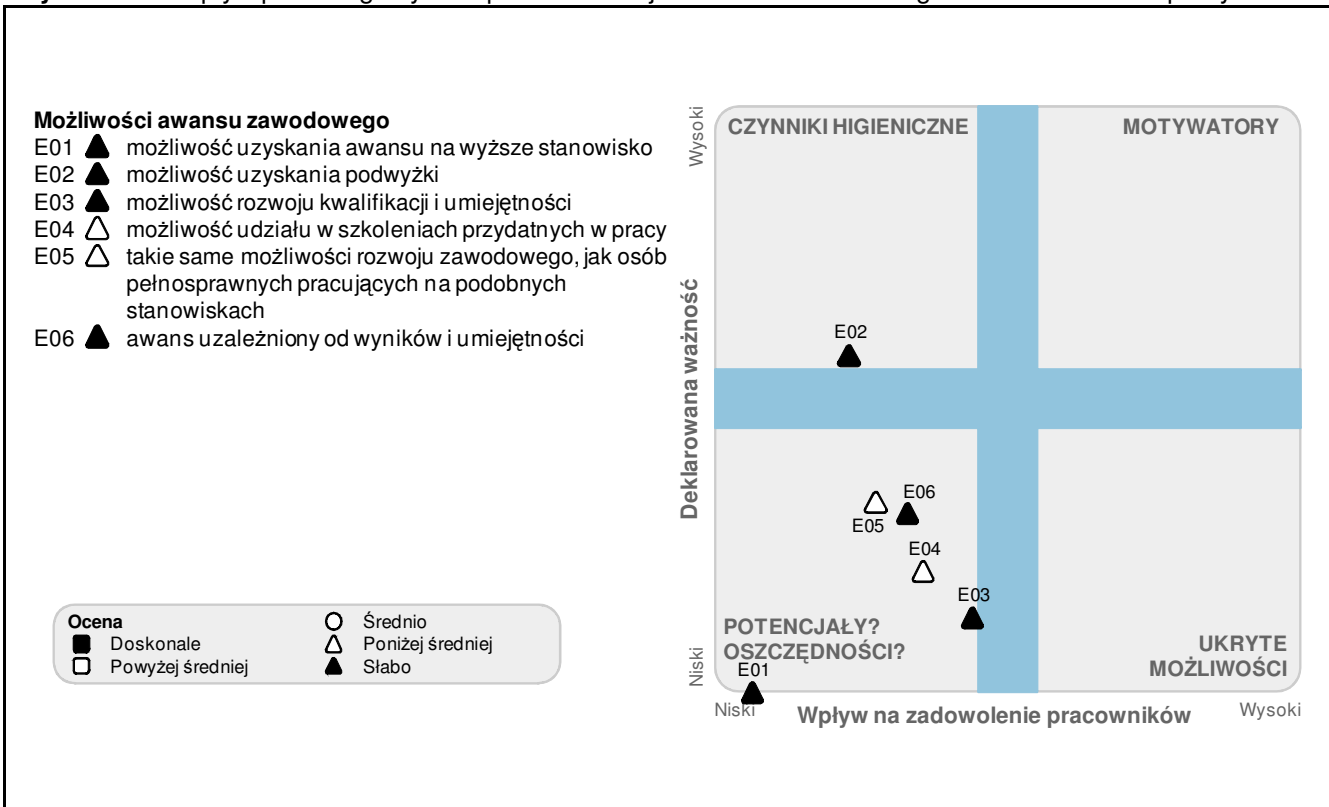 Możliwości awansu zawodowego
E01 możliwość uzyskania awansu na wyższe stanowisko
E02 możliwość uzyskania podwyżki
E03 możliwość rozwoju kwalifikacji i umiejętności
E04 możliwość udziału w szkoleniach przydatnych w pracy
E05 takie same możliwości rozwoju zawodowego, jak osób
pełnosprawnych pracujących na podobnych
stanowiskach
E06 awans uzależniony od wyników i umiejętności
Ocena
Doskonale
Powyżej średniej
Średnio
Poniżej średniej
Słabo
Wysoki
Deklarowana ważność
Niski
CZYNNIKI HIGIENICZNE
MOTYWATORY
E02
E06
E05
E04
E03
POTENCJAŁY?
OSZCZĘDNOŚCI?
E01
UKRYTE
MOŻLIWOŚCI
Niski
Wpływ na zadowolenie pracowników
Wysoki